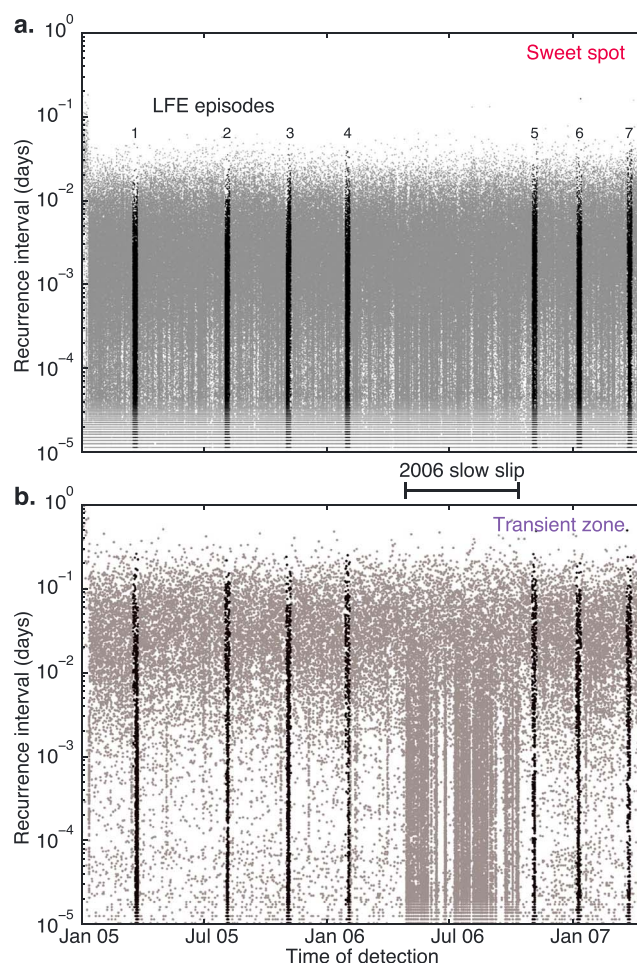 a.
Sweet spot
LFE episodes
1 2 3 4 5 6 7
Recurrence interval (days)
10^0
10^-1
10^-2
10^-3
10^-4
10^-5
2006 slow slip
b.
Transient zone
Recurrence interval (days)
10^0
10^-1
10^-2
10^-3
10^-4
10^-5
Jan 05 Jul 05 Jan 06 Jul 06 Jan 07
Time of detection